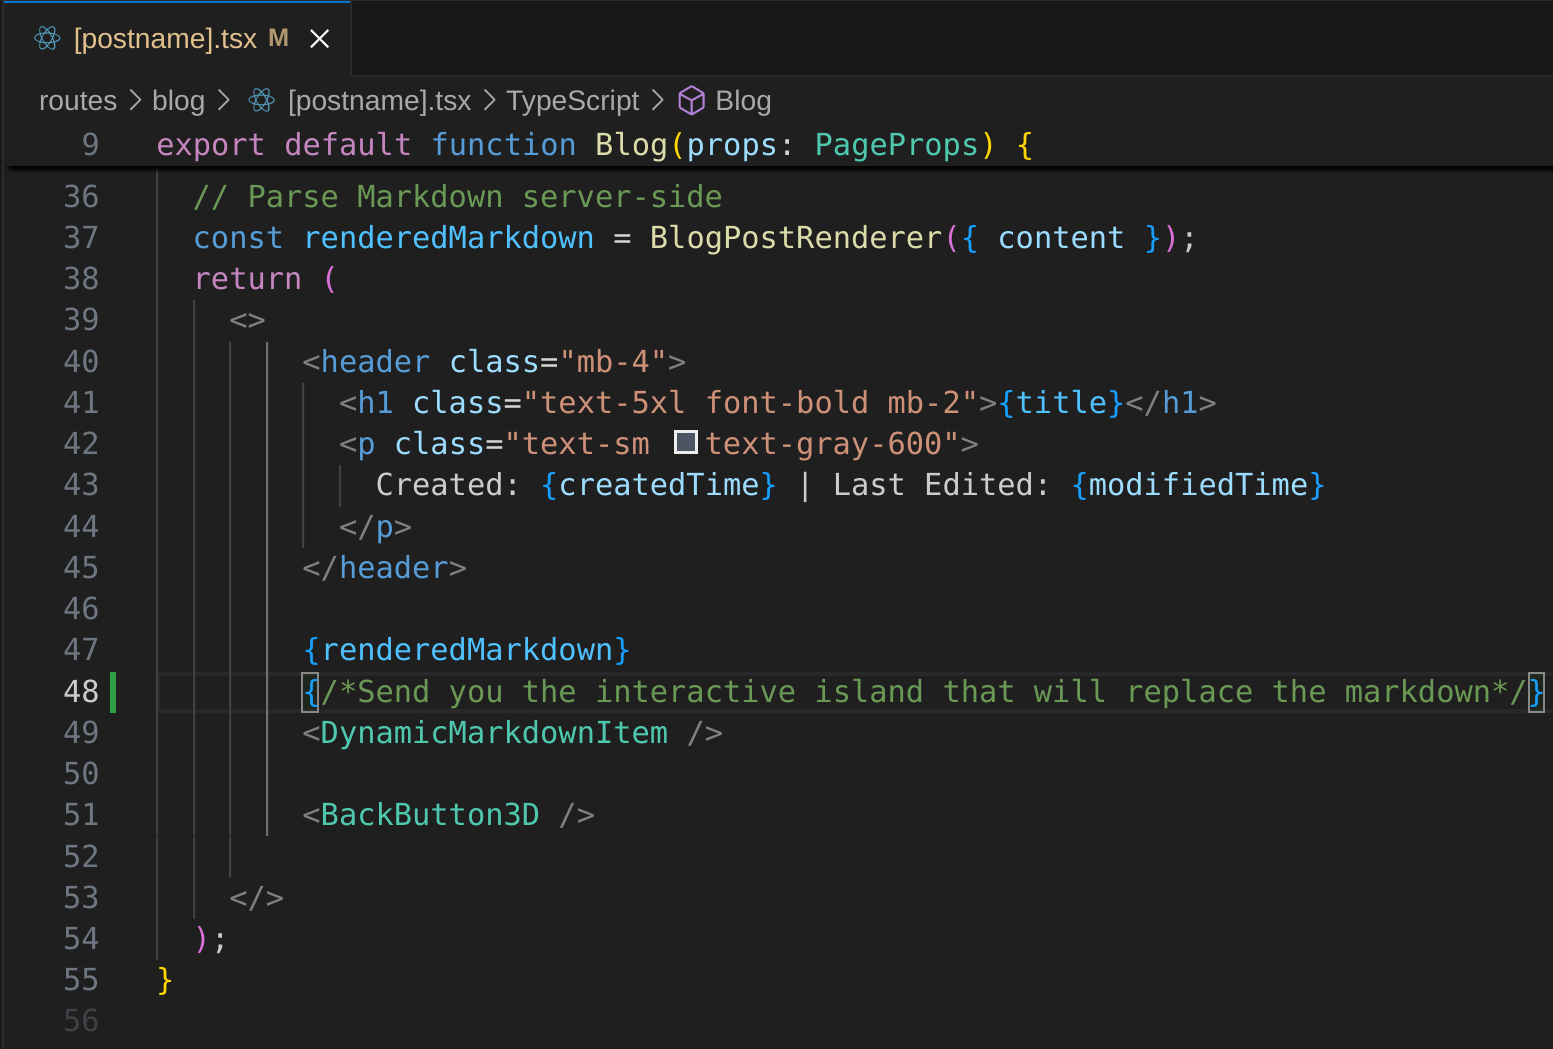 [postname].tsx M
routes > blog > [postname].tsx > TypeScript > Blog
9 export default function Blog(props: PageProps) {
36 // Parse Markdown server-side
37 const renderedMarkdown = BlogPostRenderer({ content });
38 return (
39 <>
40 <header class="mb-4">
41 <h1 class="text-5xl font-bold mb-2">{title}</h1>
42 <p class="text-sm text-gray-600">
43 Created: {createdTime} | Last Edited: {modifiedTime}
44 </p>
45 </header>
46
47 {renderedMarkdown}
48 {/*Send you the interactive island that will replace the markdown*/}
49 <DynamicMarkdownItem />
50
51 <BackButton3D />
52
53 </>
54 );
55 }
56